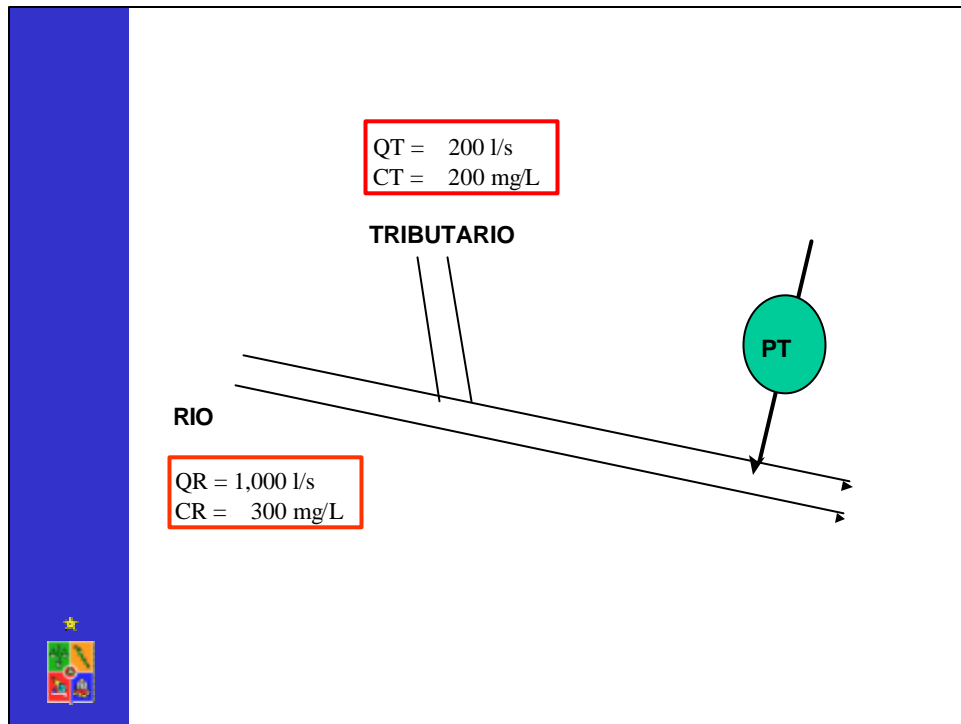 QT = 200 l/s
CT = 200 mg/L
TRIBUTARIO
PT
RIO
QR = 1,000 l/s
CR = 300 mg/L